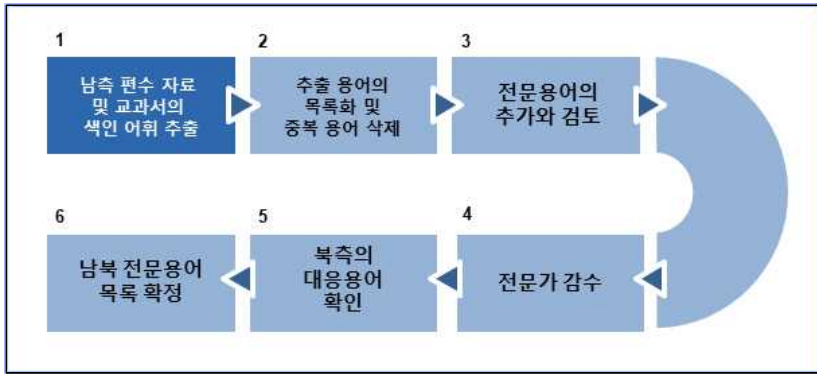 1
남측 편수 자료
및 교과서의
색인 어휘 추출
2
추출 용어의
목록화 및
중복 용어 삭제
3
전문용어의
추가와 검토
4
전문가 감수
5
북측의
대응용어
확인
6
남북 전문용어
목록 확정